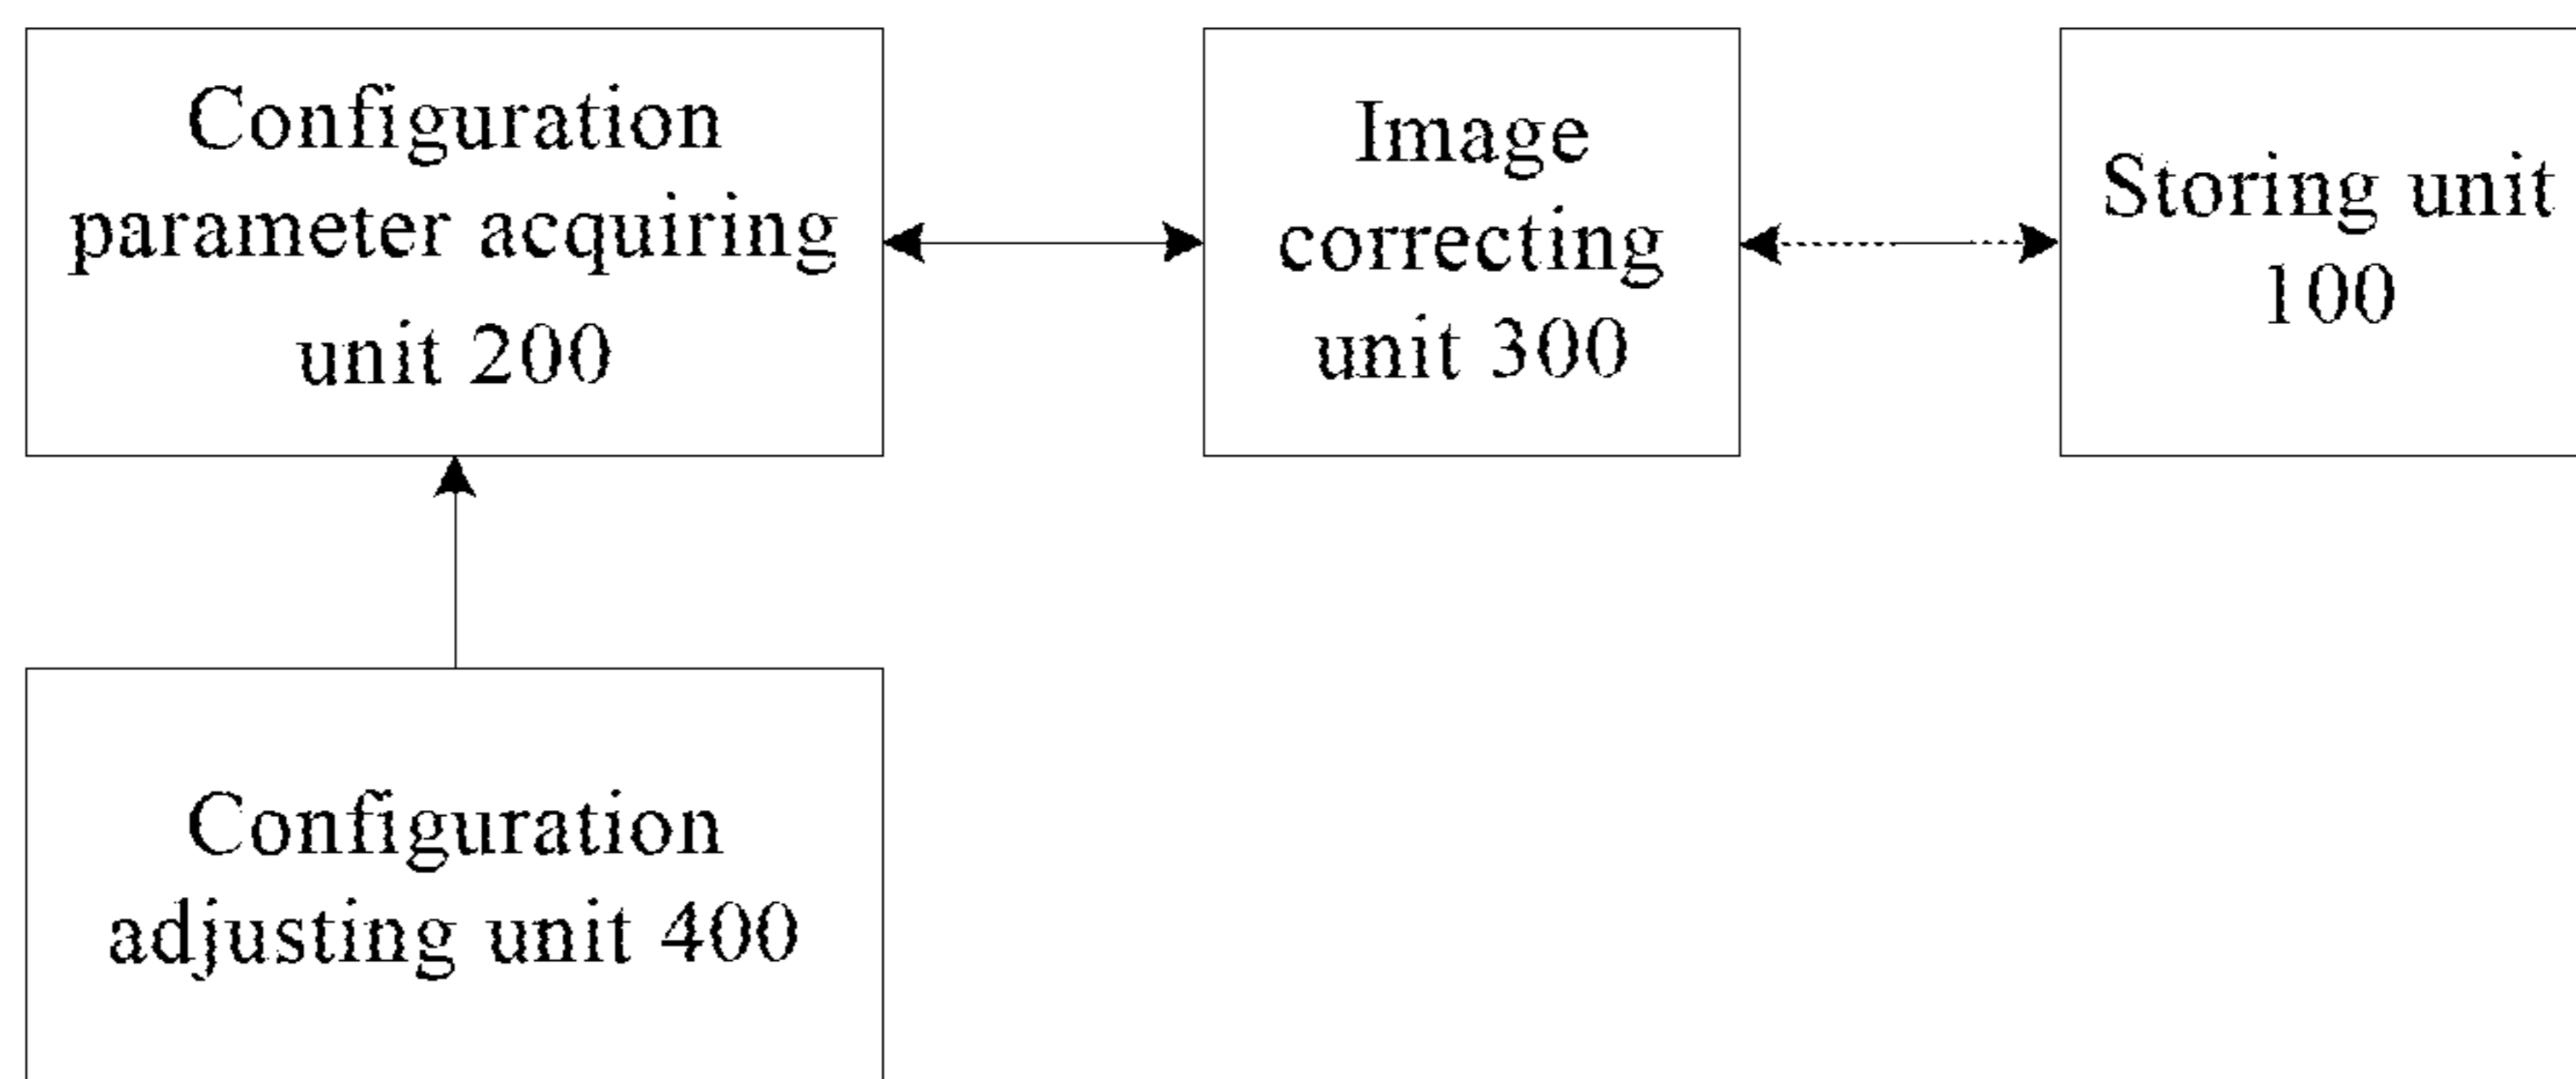 Configuration
parameter acquiring
unit 200
Image
correcting
unit 300
Storing unit
100
Configuration
adjusting unit 400